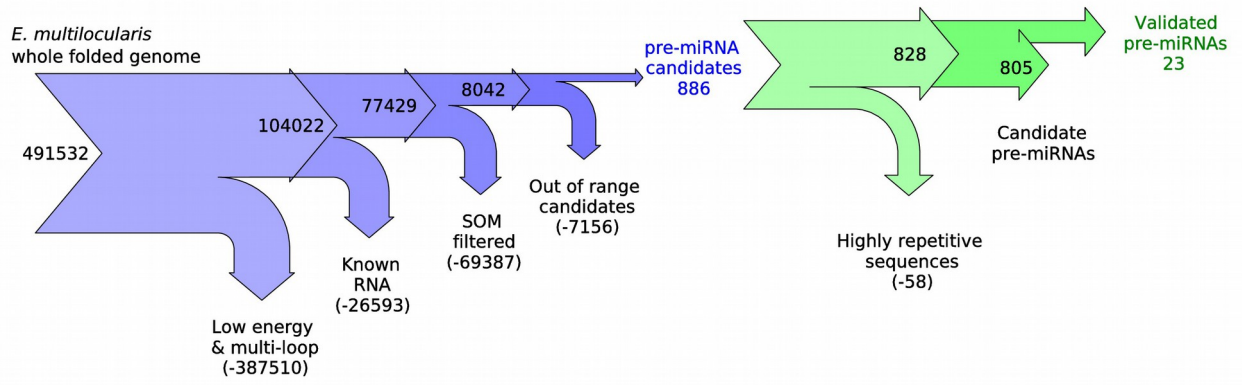 E. multilocularis
whole folded genome
491532
104022
77429
8042
pre-miRNA
candidates
886
Low energy
& multi-loop
(-387510)
Known
RNA
(-26593)
SOM
filtered
(-69387)
Out of range
candidates
(-7156)
828
805
Validated
pre-miRNAs
23
Candidate
pre-miRNAs
Highly repetitive
sequences
(-58)